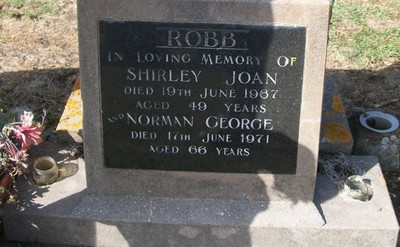 ROBB
IN LOVING MEMORY OF
SHIRLEY JOAN
DIED 19TH JUNE 1967
AGED 49 YEARS
AND NORMAN GEORGE
DIED 17TH JUNE 1971
AGED 66 YEARS